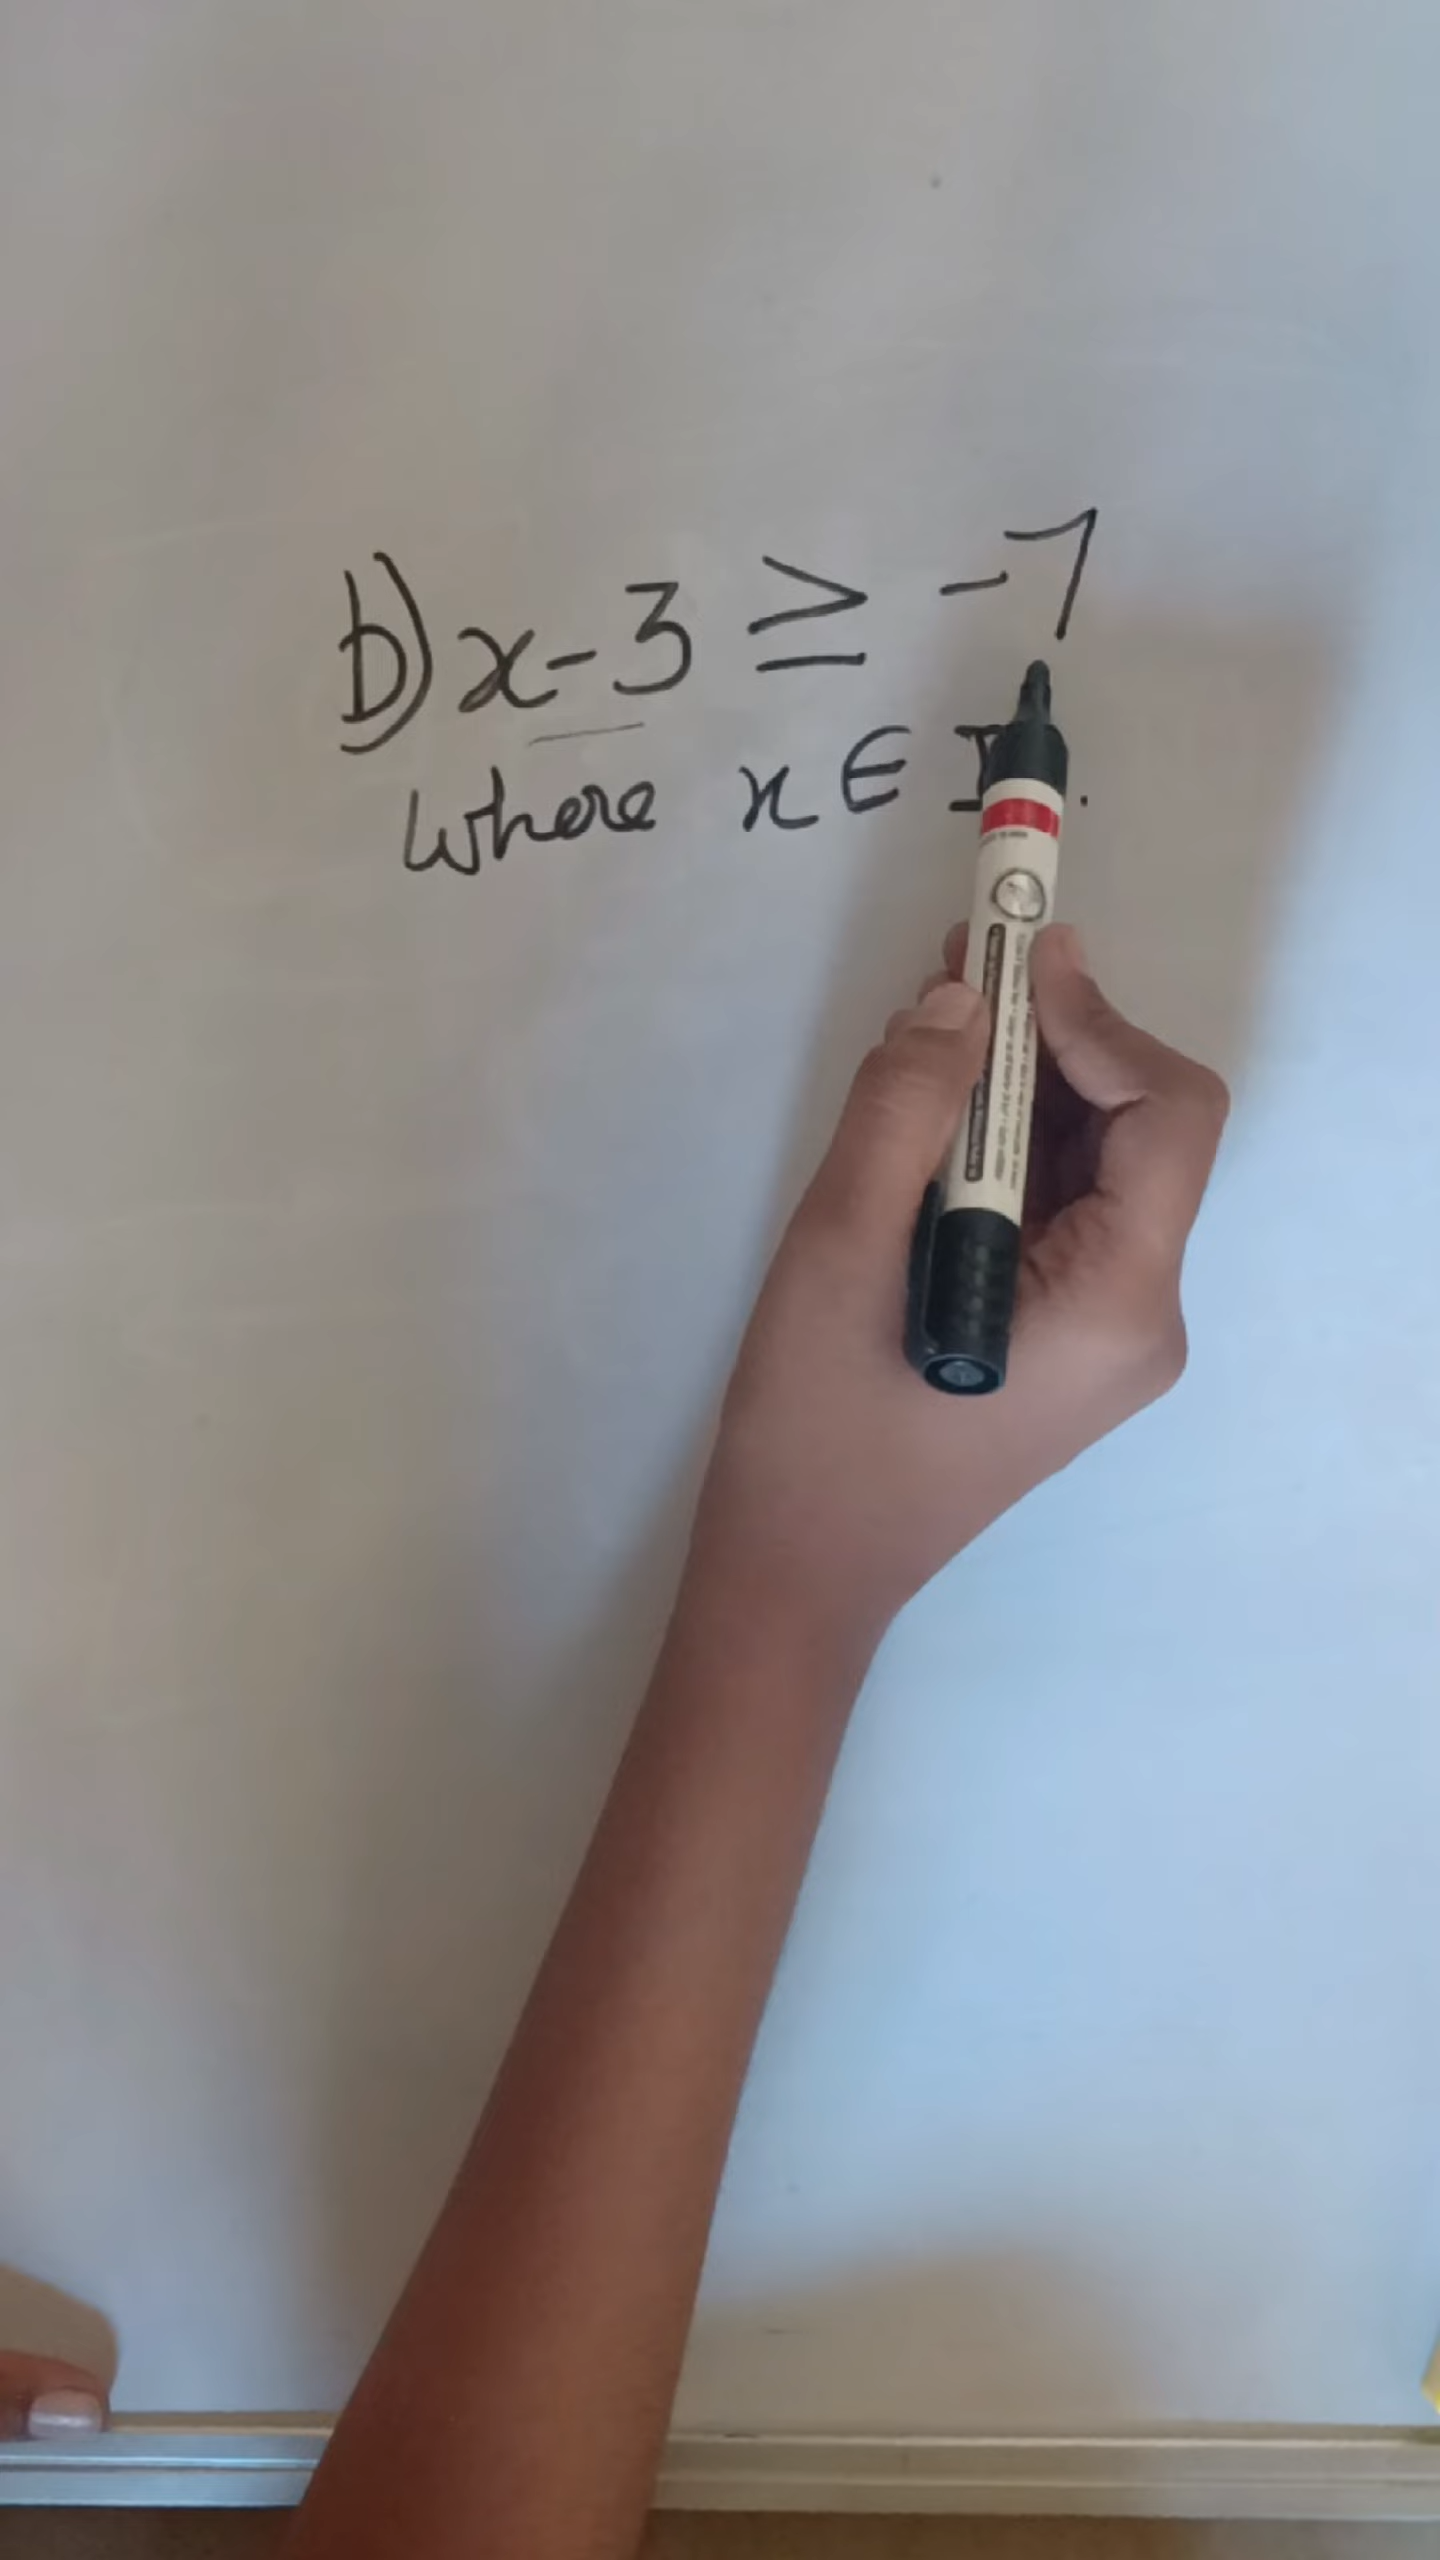 b) x-3 ≥ -7
where x ∈ I.